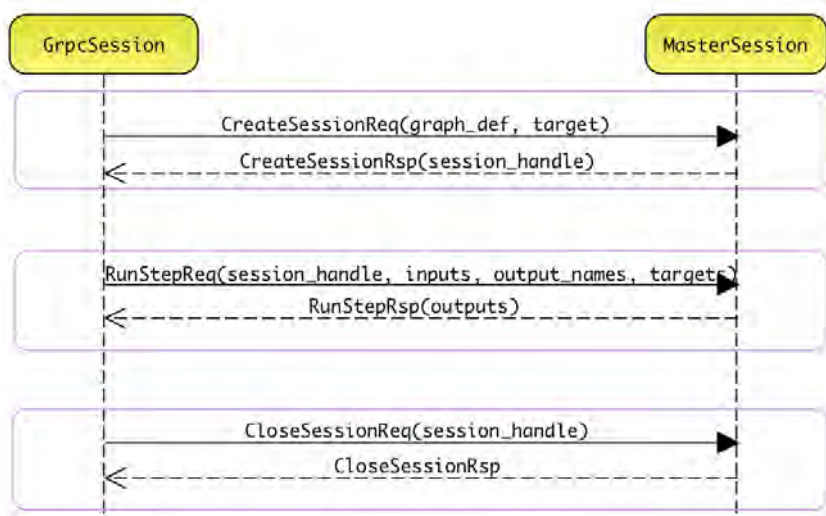 GrpcSession
MasterSession
CreateSessionReq(graph_def, target)
CreateSessionRsp(session_handle)
RunStepReq(session_handle, inputs, output_names, targets)
RunStepRsp(outputs)
CloseSessionReq(session_handle)
CloseSessionRsp